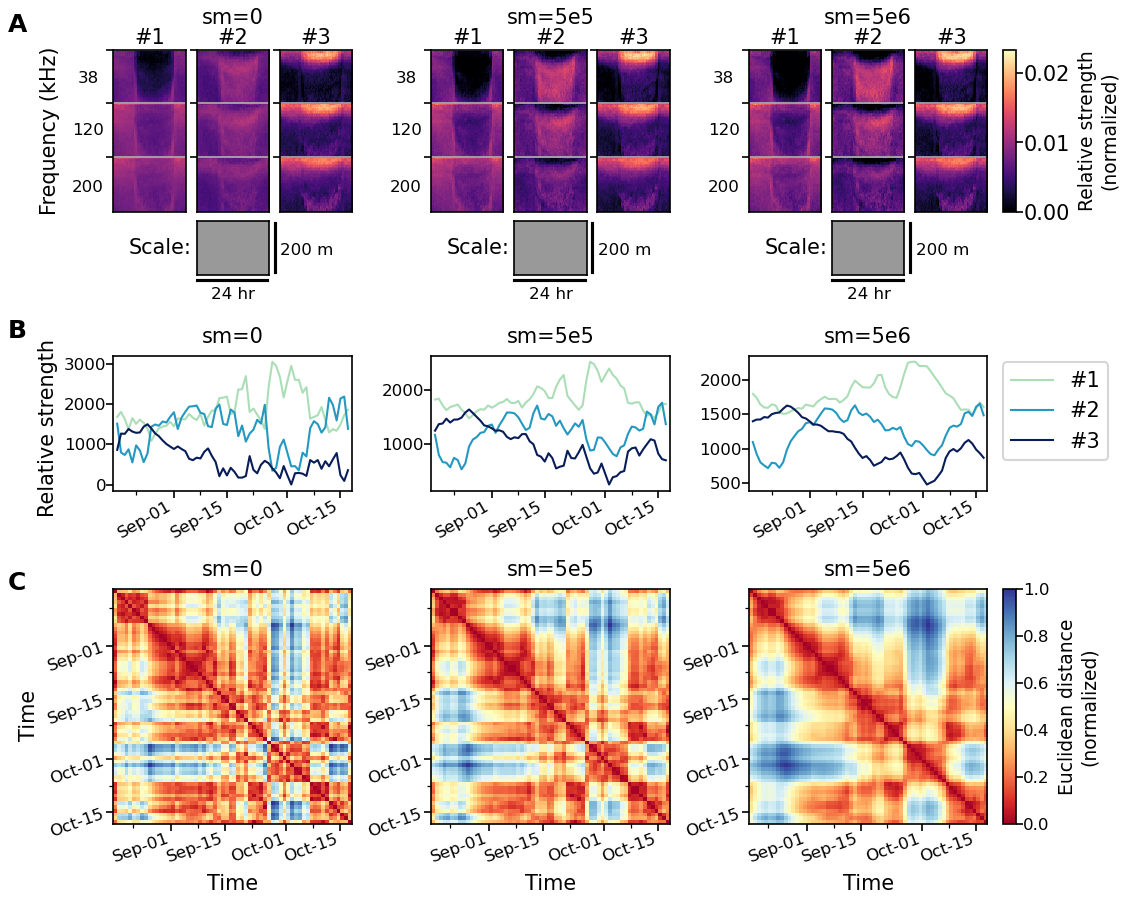 A
sm=0
sm=5e5
sm=5e6
#1 #2 #3
#1 #2 #3
#1 #2 #3
Frequency (kHz)
38
120
200
38
120
200
38
120
200
0.02
0.01
0.00
Relative strength
(normalized)
Scale:
200 m
24 hr
Scale:
200 m
24 hr
Scale:
200 m
24 hr
B
sm=0
sm=5e5
sm=5e6
Relative strength
3000
2000
1000
0
Sep-01
Sep-15
Oct-01
Oct-15
2000
1000
Sep-01
Sep-15
Oct-01
Oct-15
2000
1500
1000
500
Sep-01
Sep-15
Oct-01
Oct-15
#1
#2
#3
C
sm=0
sm=5e5
sm=5e6
Time
Sep-01
Sep-15
Oct-01
Oct-15
Sep-01
Sep-15
Oct-01
Oct-15
Time
Sep-01
Sep-15
Oct-01
Oct-15
Sep-01
Sep-15
Oct-01
Oct-15
Time
Sep-01
Sep-15
Oct-01
Oct-15
Sep-01
Sep-15
Oct-01
Oct-15
Time
1.0
0.8
0.6
0.4
0.2
0.0
Euclidean distance
(normalized)